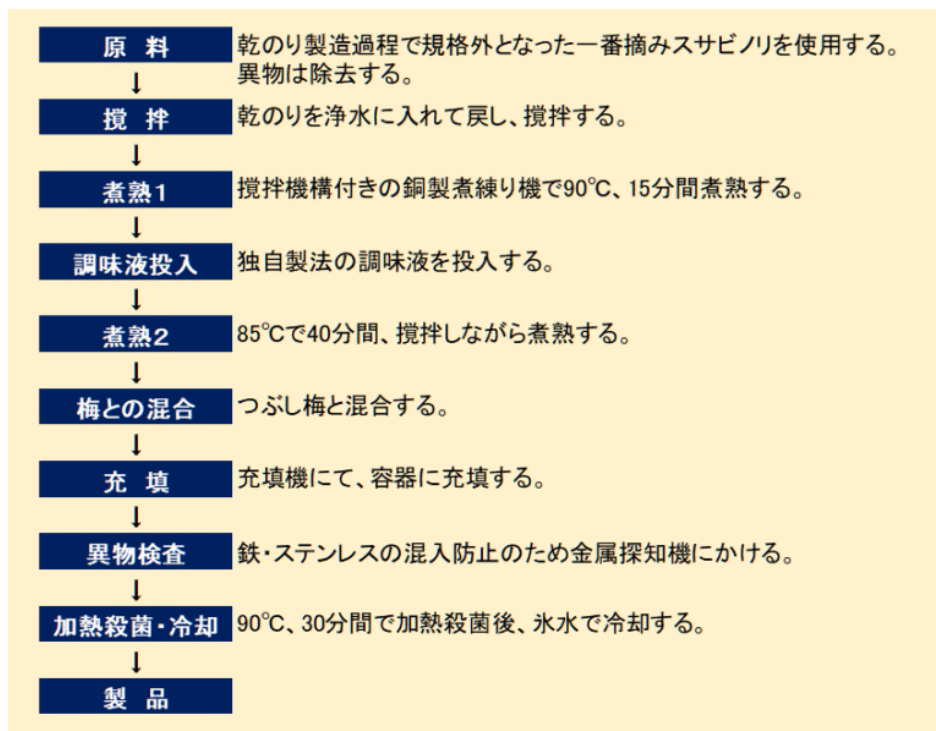 原 料 乾のり製造過程で規格外となった一番摘みスサビノリを使用する。
異物は除去する。
↓
撹 拌 乾のりを浄水に入れて戻し、撹拌する。
↓
煮熟１ 撹拌機構付きの銅製煮練り機で90℃、15分間煮熟する。
↓
調味液投入 独自製法の調味液を投入する。
↓
煮熟２ 85℃で40分間、撹拌しながら煮熟する。
↓
梅との混合 つぶし梅と混合する。
↓
充 填 充填機にて、容器に充填する。
↓
異物検査 鉄・ステンレスの混入防止のため金属探知機にかける。
↓
加熱殺菌・冷却 90℃、30分間で加熱殺菌後、氷水で冷却する。
↓
製 品